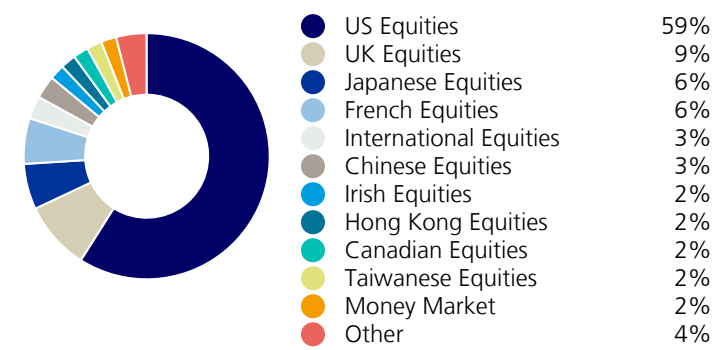 US Equities 59%
UK Equities 9%
Japanese Equities 6%
French Equities 6%
International Equities 3%
Chinese Equities 3%
Irish Equities 2%
Hong Kong Equities 2%
Canadian Equities 2%
Taiwanese Equities 2%
Money Market 2%
Other 4%